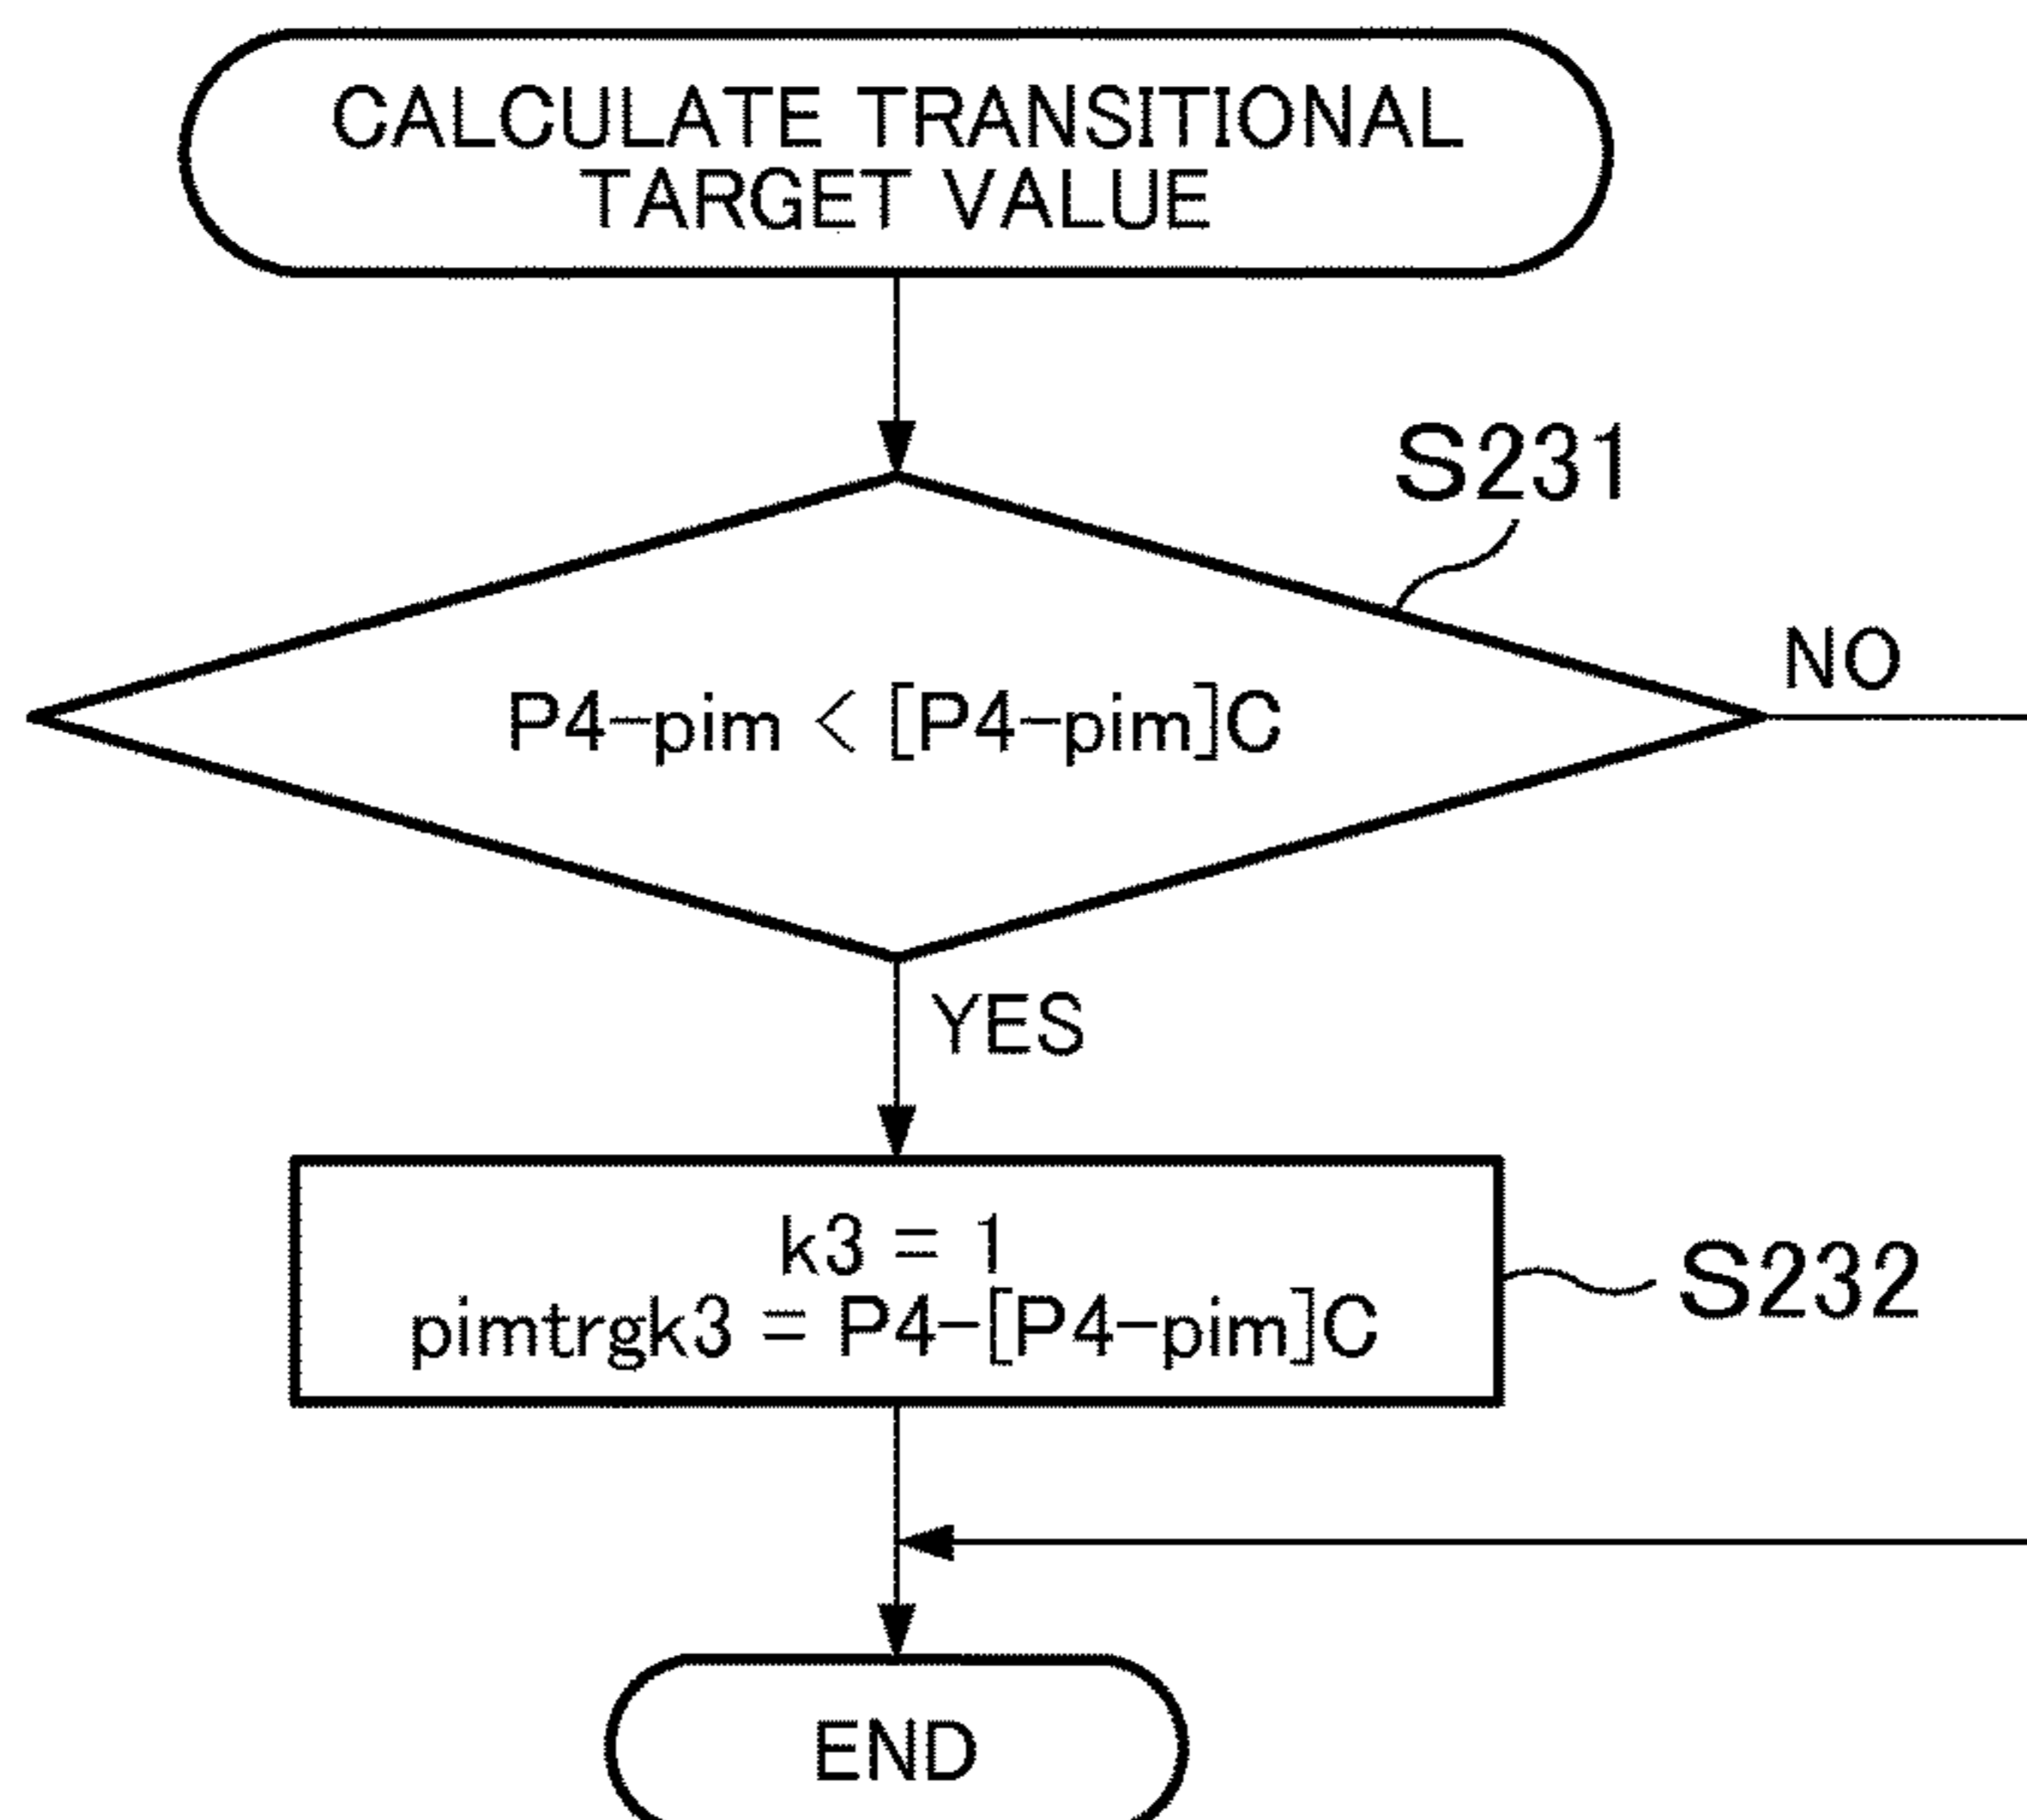 CALCULATE TRANSITIONAL
TARGET VALUE
S231
P4-pim < [P4-pim]C
NO
YES
k3 = 1
pimtrgk3 = P4-[P4-pim]C
S232
END